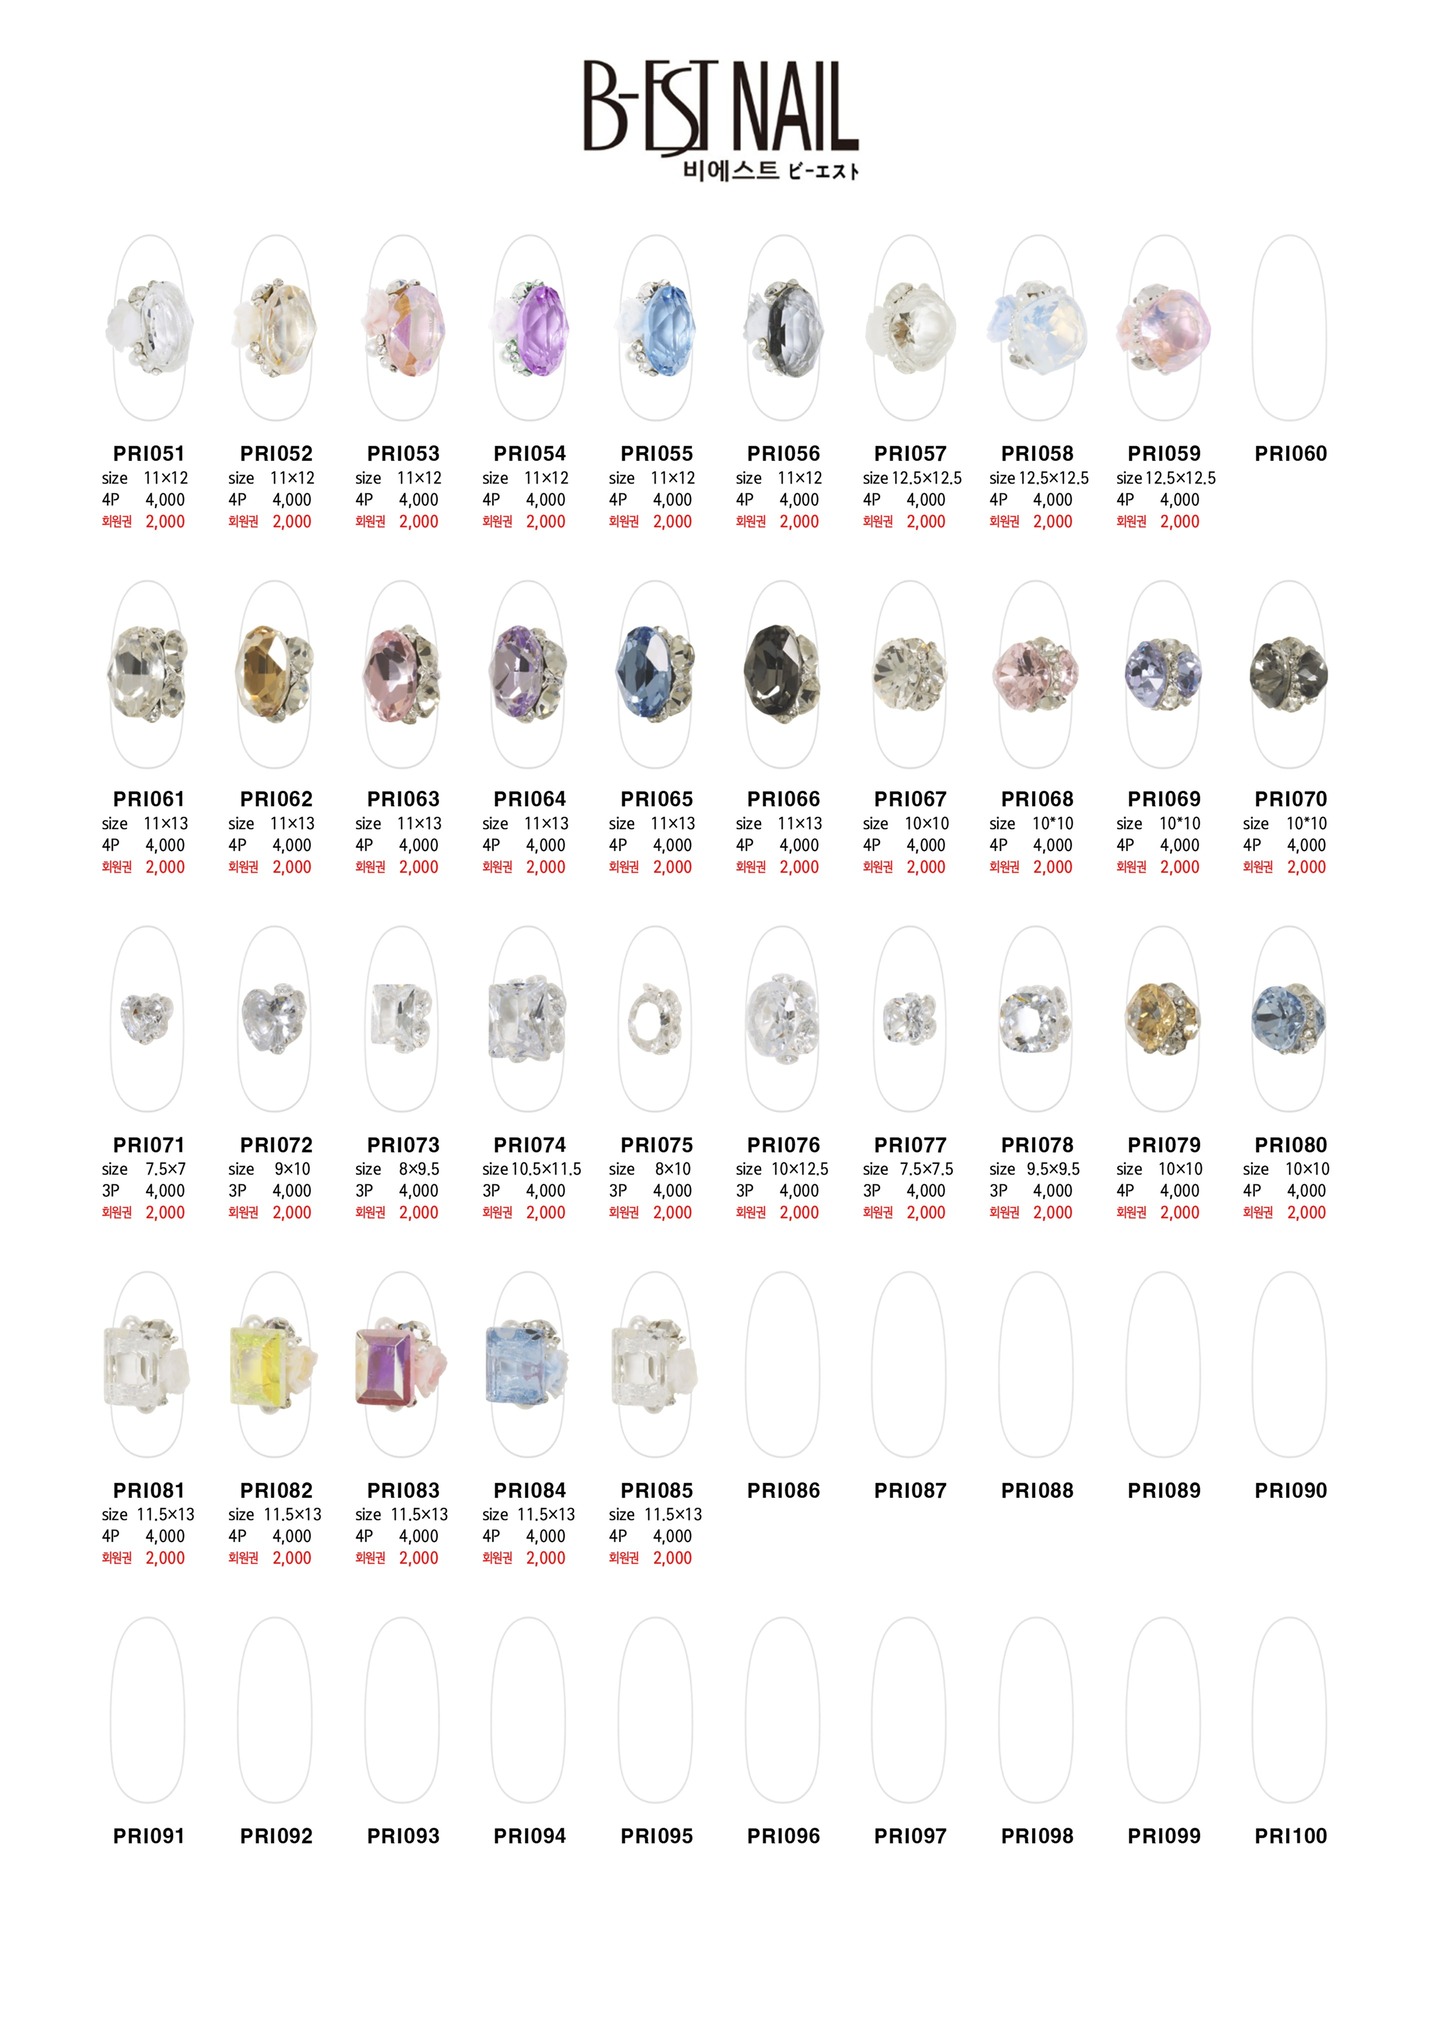 B-EST NAIL
비에스트 ビーエスト
PRI051 PRI052 PRI053 PRI054 PRI055 PRI056 PRI057 PRI058 PRI059 PRI060
size 11×12 size 11×12 size 11×12 size 11×12 size 11×12 size 11×12 size 12.5×12.5 size 12.5×12.5 size 12.5×12.5
4P 4,000 4P 4,000 4P 4,000 4P 4,000 4P 4,000 4P 4,000 4P 4,000 4P 4,000 4P 4,000
회원권 2,000 회원권 2,000 회원권 2,000 회원권 2,000 회원권 2,000 회원권 2,000 회원권 2,000 회원권 2,000 회원권 2,000
PRI061 PRI062 PRI063 PRI064 PRI065 PRI066 PRI067 PRI068 PRI069 PRI070
size 11×13 size 11×13 size 11×13 size 11×13 size 11×13 size 11×13 size 10×10 size 10*10 size 10*10 size 10*10
4P 4,000 4P 4,000 4P 4,000 4P 4,000 4P 4,000 4P 4,000 4P 4,000 4P 4,000 4P 4,000 4P 4,000
회원권 2,000 회원권 2,000 회원권 2,000 회원권 2,000 회원권 2,000 회원권 2,000 회원권 2,000 회원권 2,000 회원권 2,000 회원권 2,000
PRI071 PRI072 PRI073 PRI074 PRI075 PRI076 PRI077 PRI078 PRI079 PRI080
size 7.5×7 size 9×10 size 8×9.5 size 10.5×11.5 size 8×10 size 10×12.5 size 7.5×7.5 size 9.5×9.5 size 10×10 size 10×10
3P 4,000 3P 4,000 3P 4,000 3P 4,000 3P 4,000 3P 4,000 3P 4,000 3P 4,000 4P 4,000 4P 4,000
회원권 2,000 회원권 2,000 회원권 2,000 회원권 2,000 회원권 2,000 회원권 2,000 회원권 2,000 회원권 2,000 회원권 2,000 회원권 2,000
PRI081 PRI082 PRI083 PRI084 PRI085 PRI086 PRI087 PRI088 PRI089 PRI090
size 11.5×13 size 11.5×13 size 11.5×13 size 11.5×13 size 11.5×13
4P 4,000 4P 4,000 4P 4,000 4P 4,000 4P 4,000
회원권 2,000 회원권 2,000 회원권 2,000 회원권 2,000 회원권 2,000
PRI091 PRI092 PRI093 PRI094 PRI095 PRI096 PRI097 PRI098 PRI099 PRI100